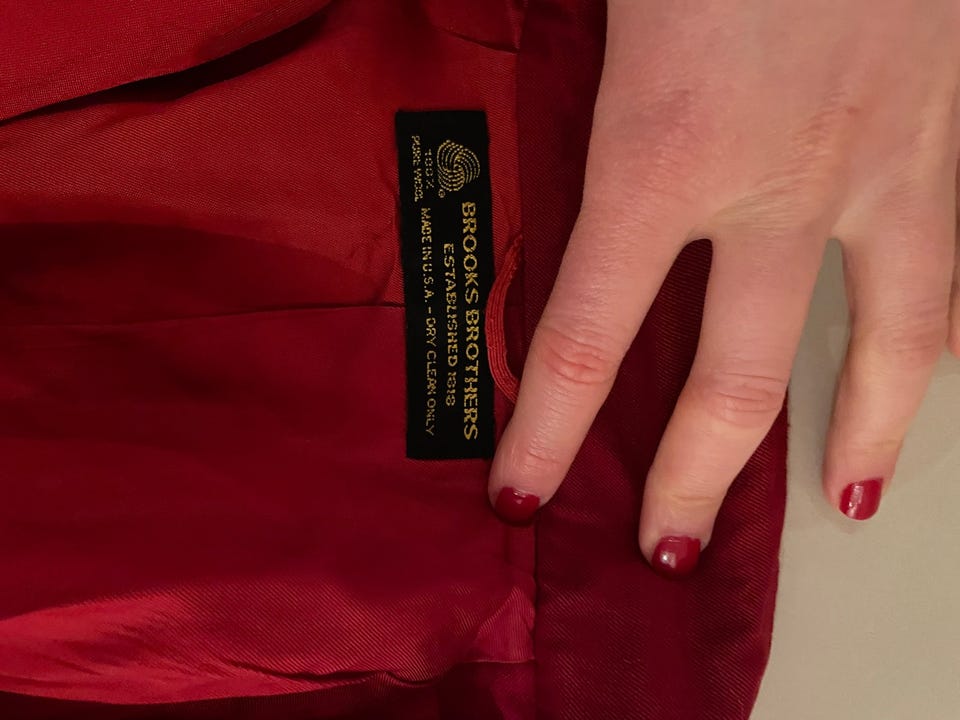 100%
PURE WOOL
BROOKS BROTHERS
ESTABLISHED 1818
MADE IN U.S.A. - DRY CLEAN ONLY